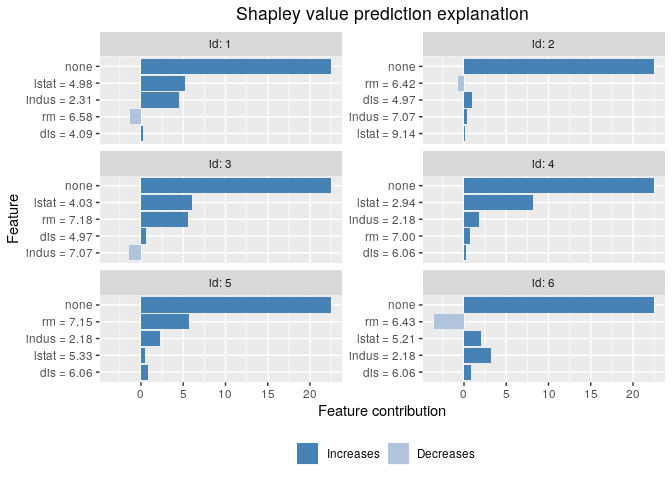 Shapley value prediction explanation
id: 1
none
lstat = 4.98
indus = 2.31
rm = 6.58
dis = 4.09
id: 2
none
rm = 6.42
dis = 4.97
indus = 7.07
lstat = 9.14
id: 3
none
lstat = 4.03
rm = 7.18
dis = 4.97
indus = 7.07
id: 4
none
lstat = 2.94
indus = 2.18
rm = 7.00
dis = 6.06
id: 5
none
rm = 7.15
indus = 2.18
lstat = 5.33
dis = 6.06
id: 6
none
rm = 6.43
lstat = 5.21
indus = 2.18
dis = 6.06
0 5 10 15 20
0 5 10 15 20
Feature
Feature contribution
Increases Decreases